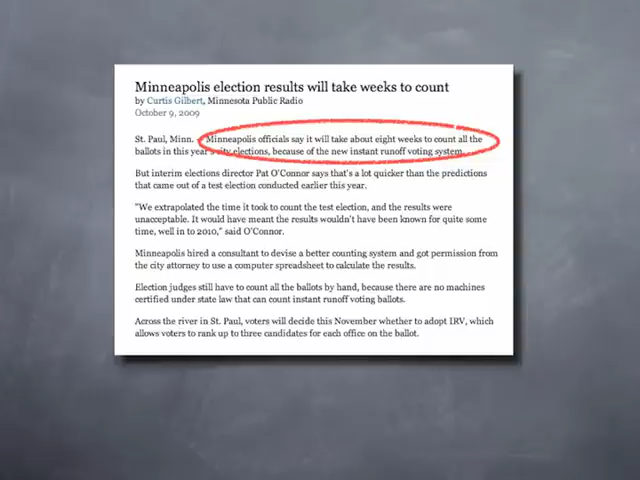 Minneapolis election results will take weeks to count
by Curtis Gilbert, Minnesota Public Radio
October 9, 2009
St. Paul, Minn. — Minneapolis officials say it will take about eight weeks to count all the
ballots in this year's city elections, because of the new instant runoff voting system.
But interim elections director Pat O'Connor says that's a lot quicker than the predictions
that came out of a test election conducted earlier this year.
"We extrapolated the time it took to count the test election, and the results were
unacceptable. It would have meant the results wouldn't have been known for quite some
time, well in to 2010," said O'Connor.
Minneapolis hired a consultant to devise a better counting system and got permission from
the city attorney to use a computer spreadsheet to calculate the results.
Election judges still have to count all the ballots by hand, because there are no machines
certified under state law that can count instant runoff voting ballots.
Across the river in St. Paul, voters will decide this November whether to adopt IRV, which
allows voters to rank up to three candidates for each office on the ballot.